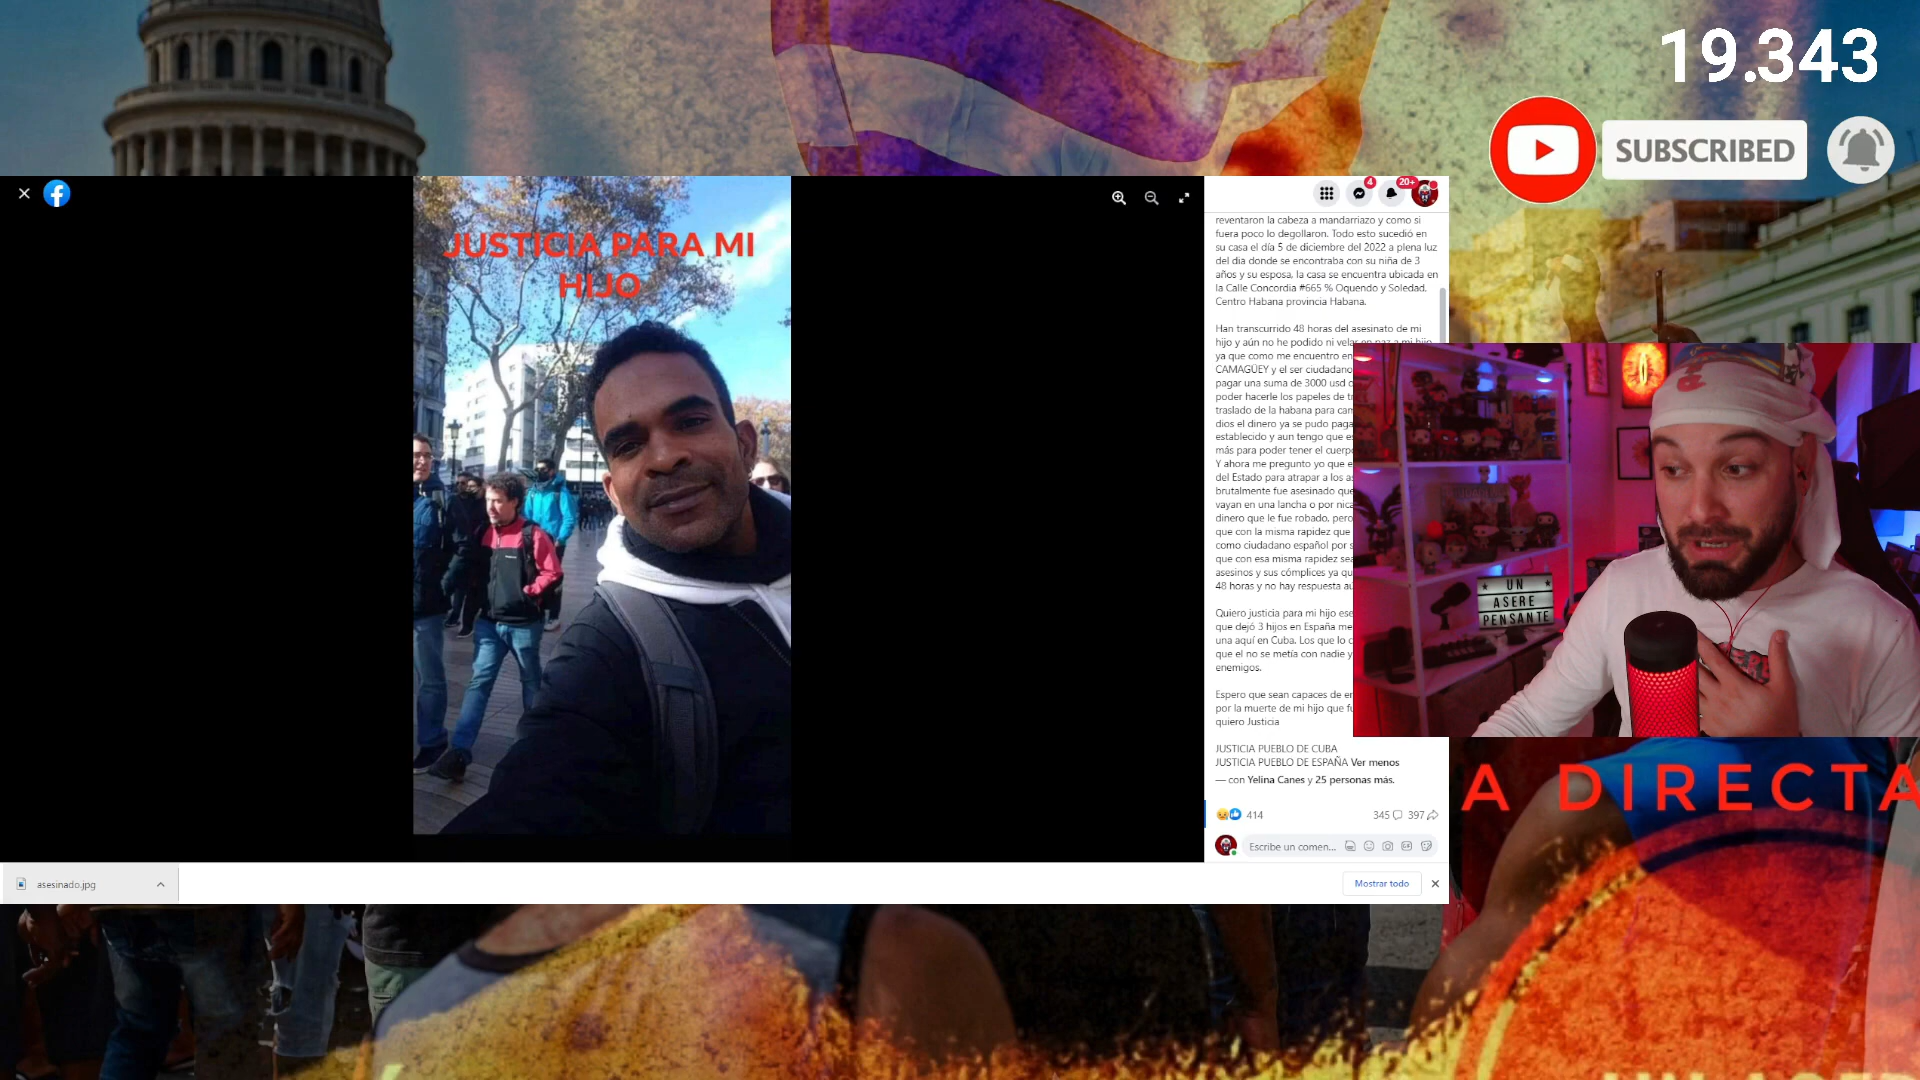 19.343
SUBSCRIBED
JUSTICIA PARA MI
HIJO
4
20+
reventaron la cabeza a mandarriazo y como si
fuera poco lo degollaron. Todo esto sucedió en
su casa el día 5 de diciembre del 2022 a plena luz
del dia donde se encontraba con su niña de 3
años y su esposa, la casa se encuentra ubicada en
la Calle Concordia #665 % Oquendo y Soledad.
Centro Habana provincia Habana.
Han transcurrido 48 horas del asesinato de mi
hijo y aún no he podido ni velar en paz a mi hijo
ya que como me encuentro en
CAMAGÜEY y el ser ciudadano
pagar una suma de 3000 usd
poder hacerle los papeles de
traslado de la habana para
dios el dinero ya se pudo
establecido y aun tengo que
más para poder tener el
Y ahora me pregunto yo que
del Estado para atrapar a los
brutalmente fue asesinado
vayan en una lancha o por
dinero que le fue robado,
que con la misma rapidez que
como ciudadano español por
que con esa misma rapidez
asesinos y sus cómplices ya
48 horas y no hay respuesta
Quiero justicia para mi hijo
que dejó 3 hijos en España
una aquí en Cuba. Los que lo
que el no se metía con nadie y
enemigos.
Espero que sean capaces de
por la muerte de mi hijo que
quiero Justicia
JUSTICIA PUEBLO DE CUBA
JUSTICIA PUEBLO DE ESPAÑA Ver menos
— con Yelina Canes y 25 personas más.
414
345
397
Escribe un comen...
UN
ASERE
PENSANTE
A DIRECTA
asesinado.jpg
Mostrar todo